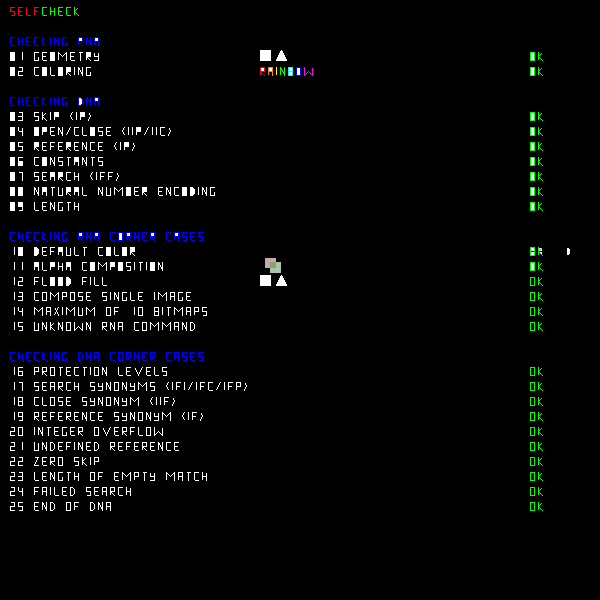 SELFCHECK
CHECKING RNA
01 GEOMETRY OK
02 COLORING RAINBOW OK
CHECKING DNA
03 SKIP (IP) OK
04 OPEN/CLOSE (IIP/IIC) OK
05 REFERENCE (IP) OK
06 CONSTANTS OK
07 SEARCH (IFF) OK
08 NATURAL NUMBER ENCODING OK
09 LENGTH OK
CHECKING RNA CORNER CASES
10 DEFAULT COLOR
11 ALPHA COMPOSITION OK
12 FLOOD FILL OK
13 COMPOSE SINGLE IMAGE OK
14 MAXIMUM OF 10 BITMAPS OK
15 UNKNOWN RNA COMMAND OK
CHECKING DNA CORNER CASES
16 PROTECTION LEVELS OK
17 SEARCH SYNONYMS (IFI/IFC/IFP) OK
18 CLOSE SYNONYM (IIF) OK
19 REFERENCE SYNONYM (IF) OK
20 INTEGER OVERFLOW OK
21 UNDEFINED REFERENCE OK
22 ZERO SKIP OK
23 LENGTH OF EMPTY MATCH OK
24 FAILED SEARCH OK
25 END OF DNA OK